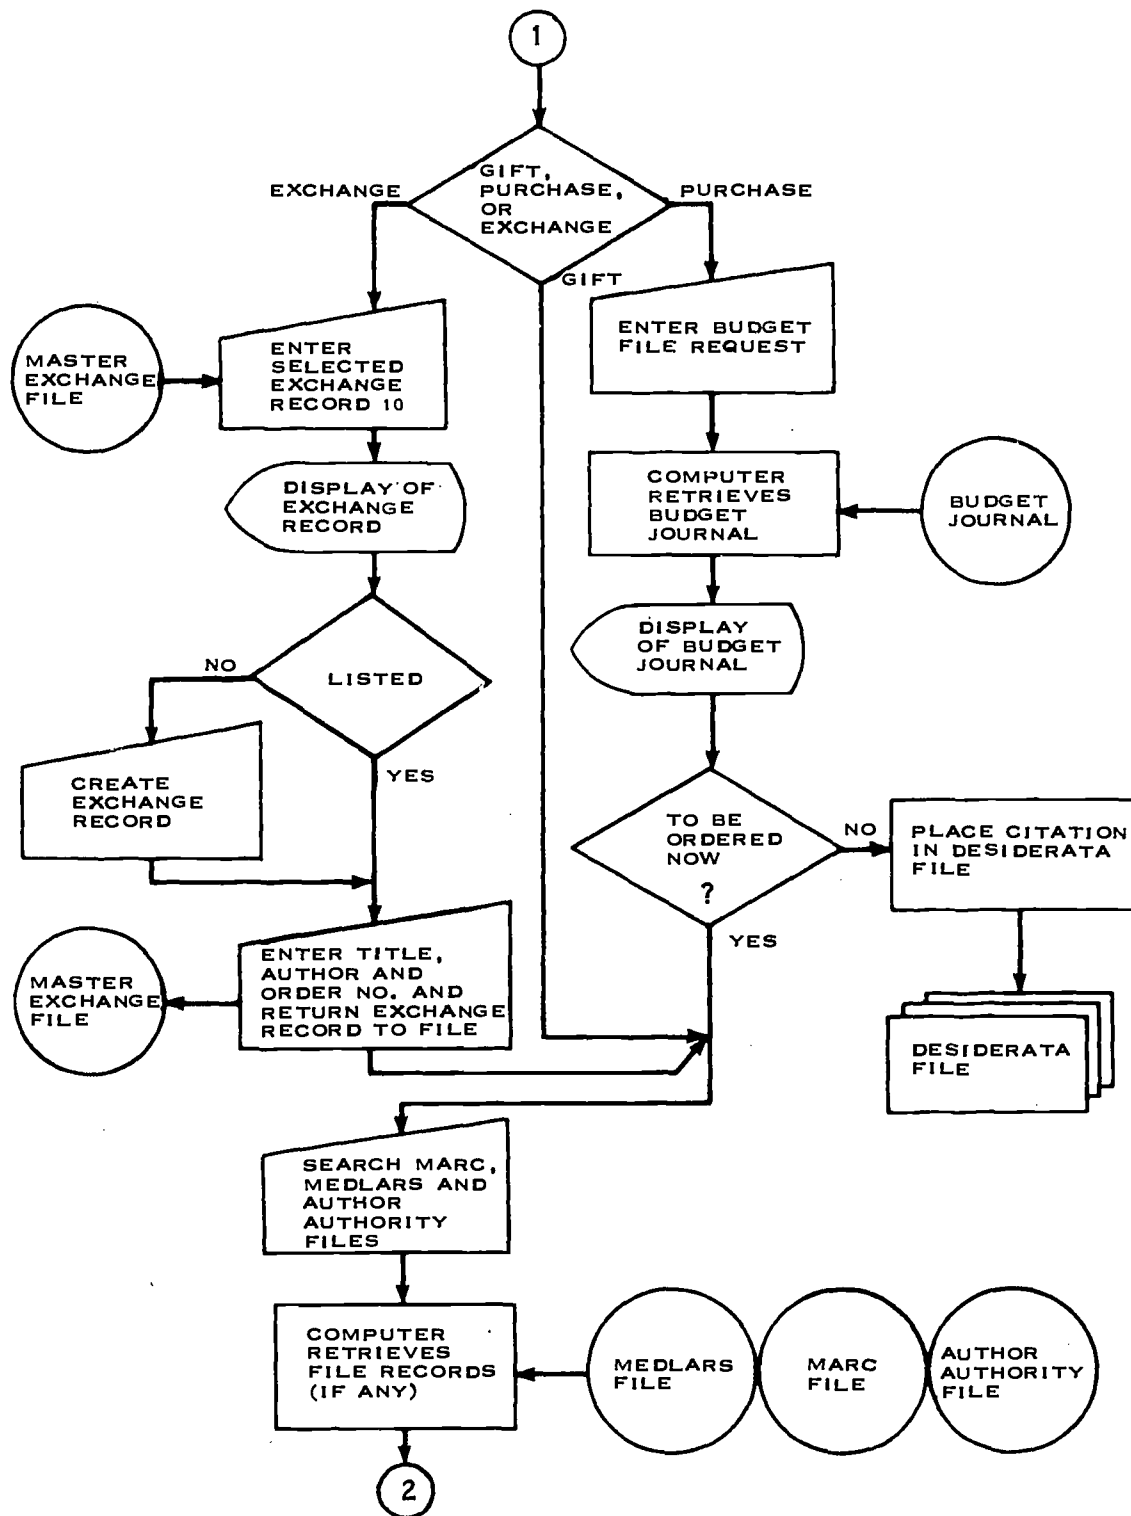 1
GIFT,
PURCHASE,
OR
EXCHANGE
EXCHANGE
PURCHASE
GIFT
MASTER
EXCHANGE
FILE
ENTER
SELECTED
EXCHANGE
RECORD 10
ENTER BUDGET
FILE REQUEST
DISPLAY OF
EXCHANGE
RECORD
COMPUTER
RETRIEVES
BUDGET
JOURNAL
BUDGET
JOURNAL
LISTED
NO
YES
DISPLAY
OF BUDGET
JOURNAL
CREATE
EXCHANGE
RECORD
TO BE
ORDERED
NOW
?
NO
YES
PLACE CITATION
IN DESIDERATA
FILE
MASTER
EXCHANGE
FILE
ENTER TITLE,
AUTHOR AND
ORDER NO. AND
RETURN EXCHANGE
RECORD TO FILE
DESIDERATA
FILE
SEARCH MARC,
MEDLARS AND
AUTHOR
AUTHORITY
FILES
COMPUTER
RETRIEVES
FILE RECORDS
(IF ANY)
MEDLARS
FILE
MARC
FILE
AUTHOR
AUTHORITY
FILE
2